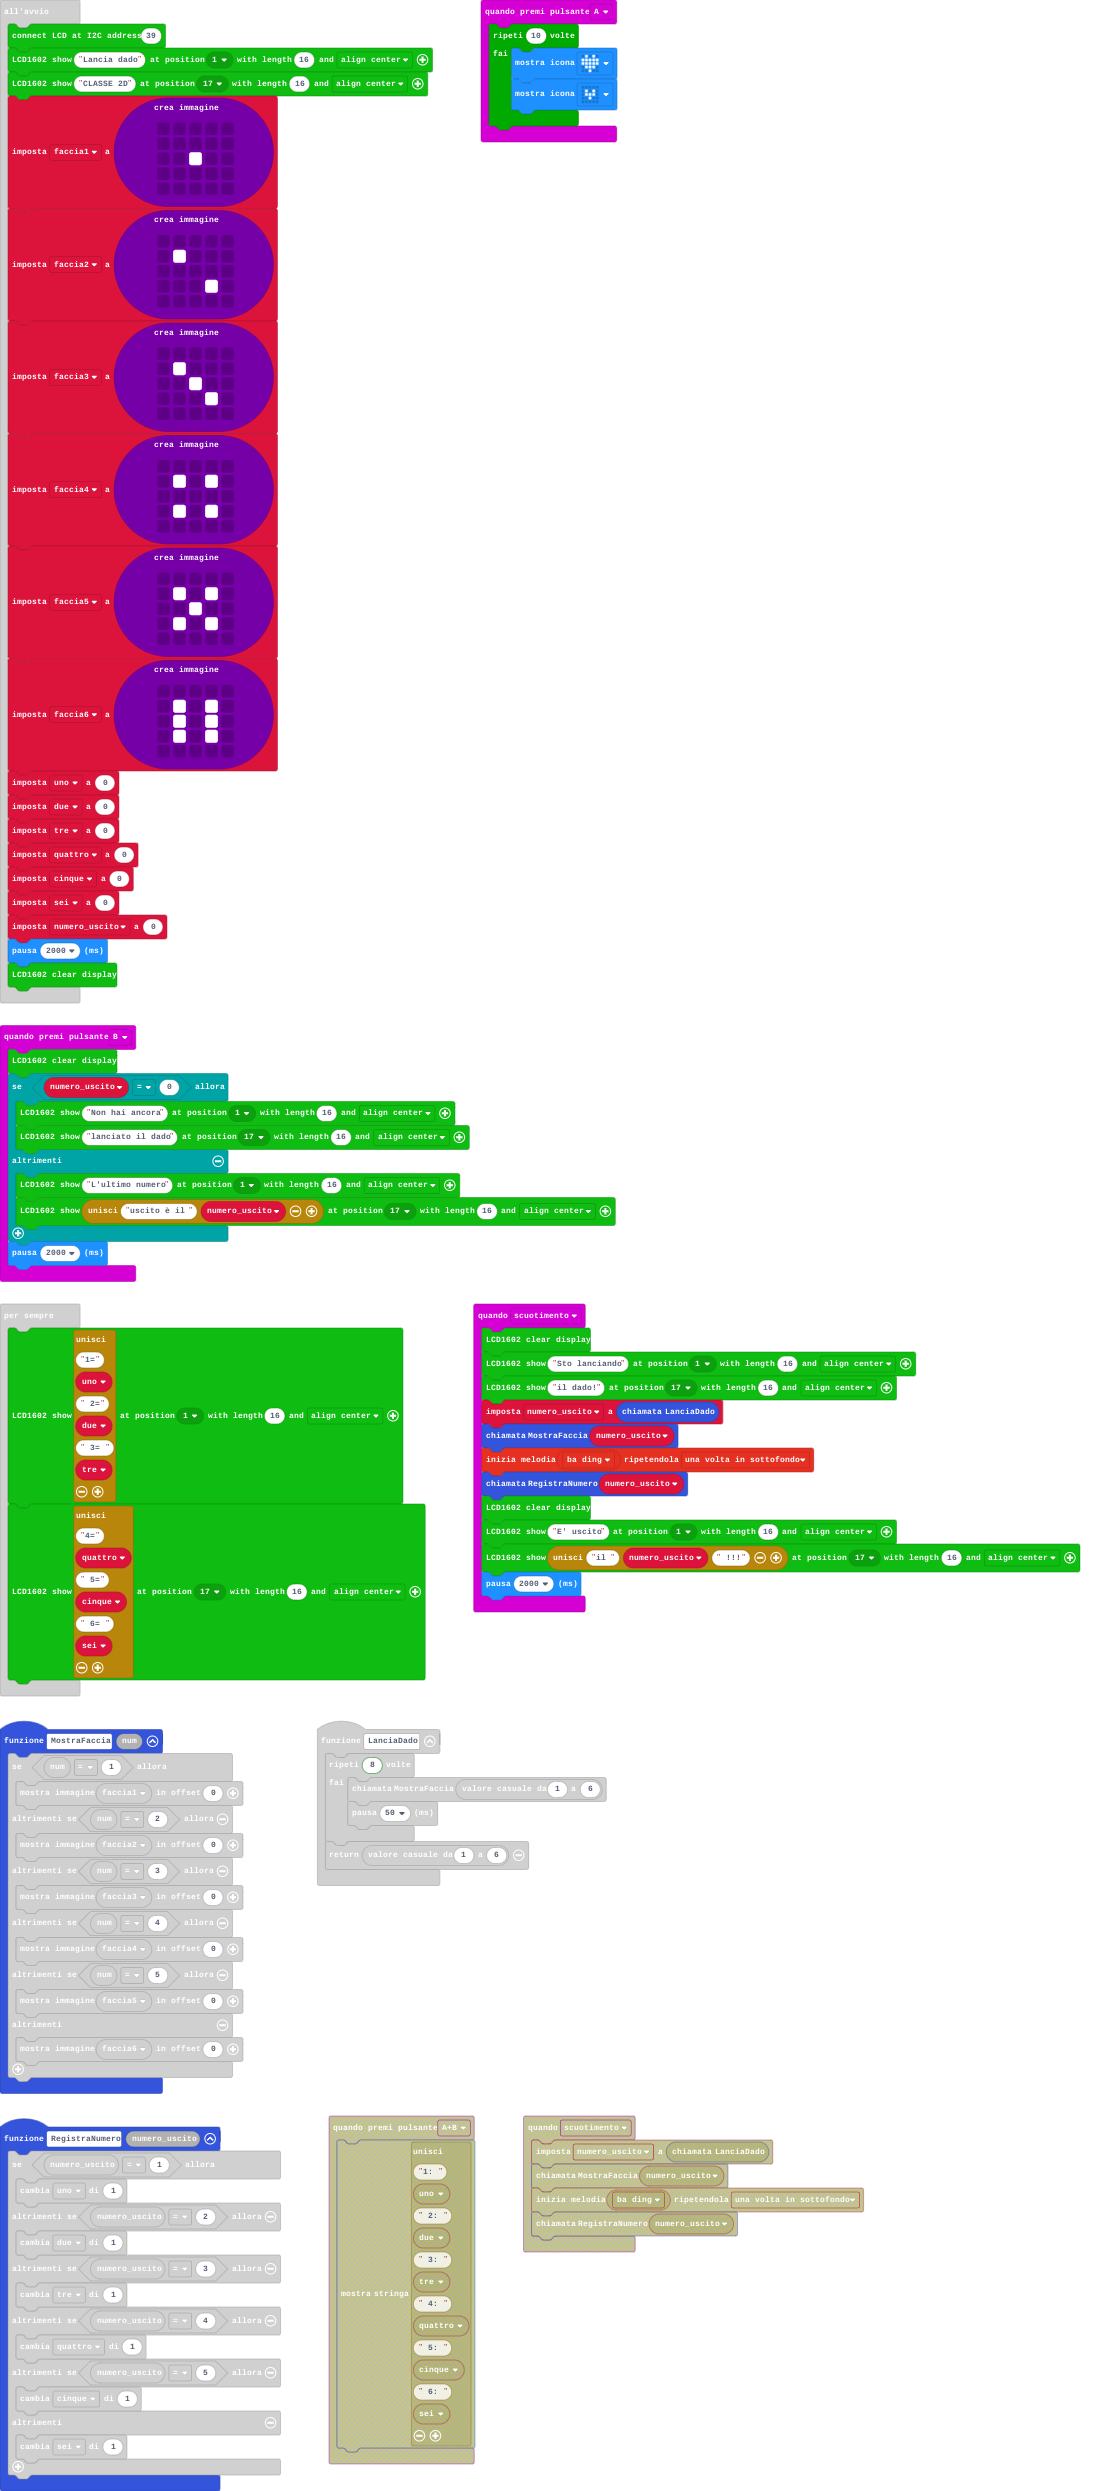 all'avvio
connect LCD at I2C address 39
LCD1602 show "Lancia dado" at position 1 with length 16 and align center
LCD1602 show "CLASSE 2D" at position 17 with length 16 and align center
crea immagine
imposta faccia1 a
crea immagine
imposta faccia2 a
crea immagine
imposta faccia3 a
crea immagine
imposta faccia4 a
crea immagine
imposta faccia5 a
crea immagine
imposta faccia6 a
imposta uno a 0
imposta due a 0
imposta tre a 0
imposta quattro a 0
imposta cinque a 0
imposta sei a 0
imposta numero_uscito a 0
pausa 2000 (ms)
LCD1602 clear display
quando premi pulsante A
ripeti 10 volte
fai
mostra icona
mostra icona
quando premi pulsante B
LCD1602 clear display
se numero_uscito = 0 allora
LCD1602 show "Non hai ancora" at position 1 with length 16 and align center
LCD1602 show "lanciato il dado" at position 17 with length 16 and align center
altrimenti
LCD1602 show "L'ultimo numero" at position 1 with length 16 and align center
LCD1602 show unisci "uscito è il " numero_uscito at position 17 with length 16 and align center
pausa 2000 (ms)
per sempre
unisci
"1="
uno
" 2="
due
LCD1602 show at position 1 with length 16 and align center
" 3= "
tre
unisci
"4="
quattro
" 5="
LCD1602 show at position 17 with length 16 and align center
cinque
" 6= "
sei
quando scuotimento
LCD1602 clear display
LCD1602 show "Sto lanciando" at position 1 with length 16 and align center
LCD1602 show "il dado!" at position 17 with length 16 and align center
imposta numero_uscito a chiamata LanciaDado
chiamata MostraFaccia numero_uscito
inizia melodia ba ding ripetendola una volta in sottofondo
chiamata RegistraNumero numero_uscito
LCD1602 clear display
LCD1602 show "E' uscito" at position 1 with length 16 and align center
LCD1602 show unisci "il " numero_uscito " !!!" at position 17 with length 16 and align center
pausa 2000 (ms)
funzione MostraFaccia num
se num = 1 allora
mostra immagine faccia1 in offset 0
altrimenti se num = 2 allora
mostra immagine faccia2 in offset 0
altrimenti se num = 3 allora
mostra immagine faccia3 in offset 0
altrimenti se num = 4 allora
mostra immagine faccia4 in offset 0
altrimenti se num = 5 allora
mostra immagine faccia5 in offset 0
altrimenti
mostra immagine faccia6 in offset 0
funzione LanciaDado
ripeti 8 volte
fai
chiamata MostraFaccia valore casuale da 1 a 6
pausa 50 (ms)
return valore casuale da 1 a 6
funzione RegistraNumero numero_uscito
se numero_uscito = 1 allora
cambia uno di 1
altrimenti se numero_uscito = 2 allora
cambia due di 1
altrimenti se numero_uscito = 3 allora
cambia tre di 1
altrimenti se numero_uscito = 4 allora
cambia quattro di 1
altrimenti se numero_uscito = 5 allora
cambia cinque di 1
altrimenti
cambia sei di 1
quando premi pulsante A+B
unisci
"1: "
uno
" 2: "
due
" 3: "
tre
mostra stringa
" 4: "
quattro
" 5: "
cinque
" 6: "
sei
quando scuotimento
imposta numero_uscito a chiamata LanciaDado
chiamata MostraFaccia numero_uscito
inizia melodia ba ding ripetendola una volta in sottofondo
chiamata RegistraNumero numero_uscito